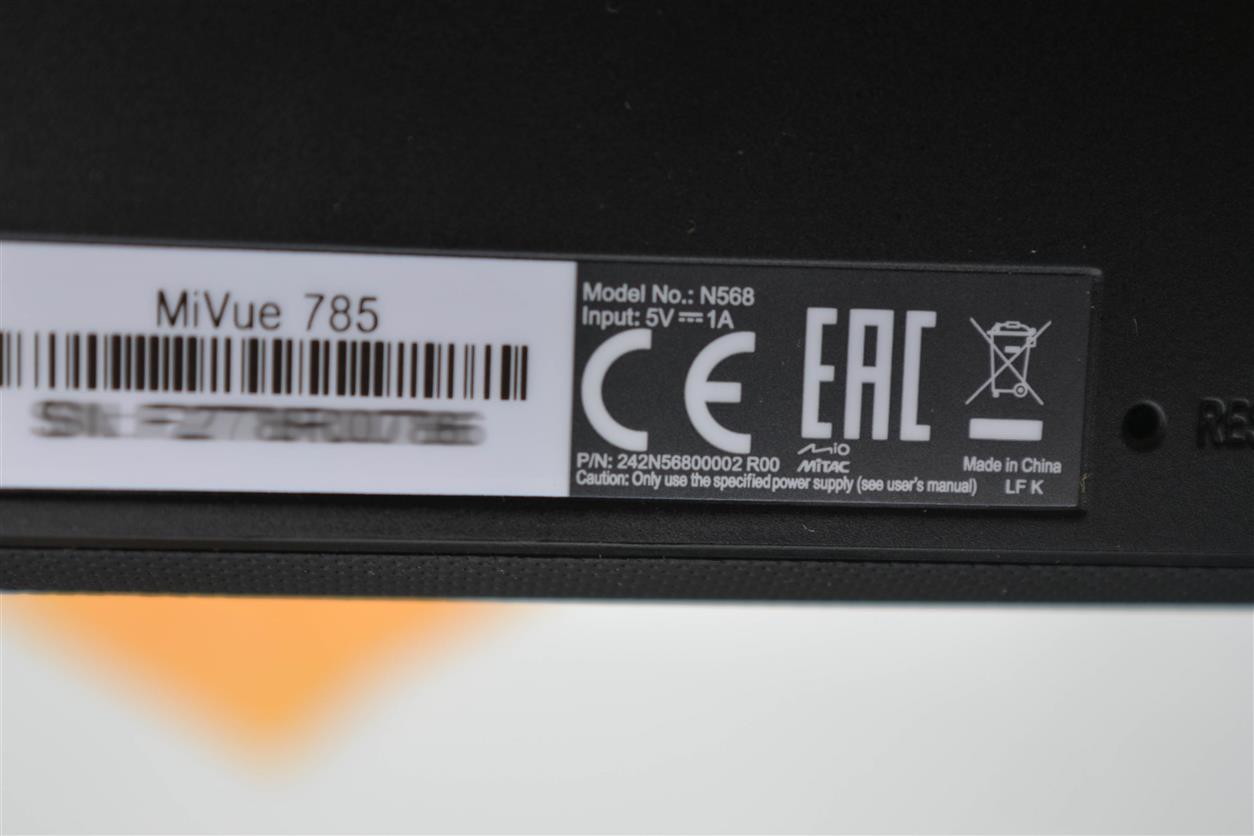 MiVue 785
Model No.: N568
Input: 5V ⎓ 1A
CE
EAC
P/N: 242N56800002 R00
Mio
MiTAC
Made in China
Caution: Only use the specified power supply (see user's manual)
LF K